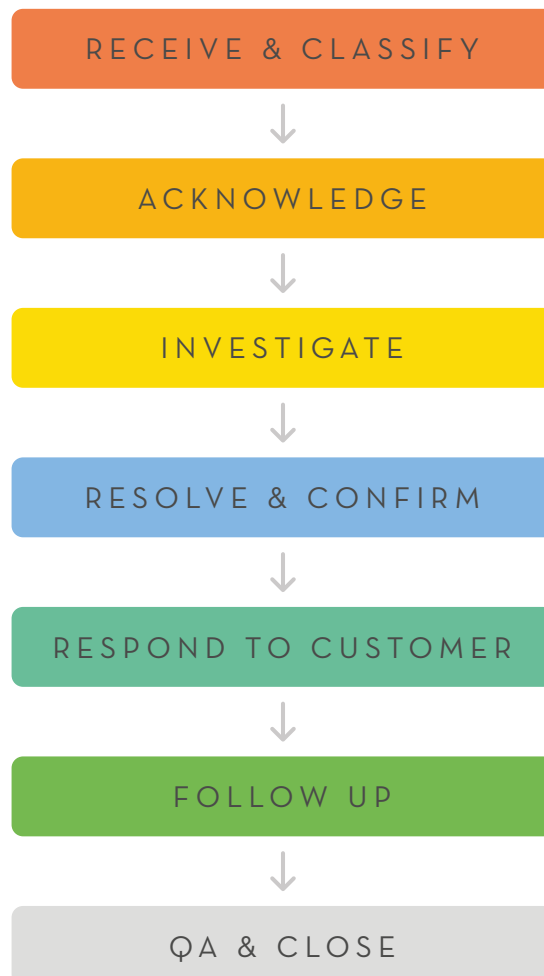 RECEIVE & CLASSIFY
ACKNOWLEDGE
INVESTIGATE
RESOLVE & CONFIRM
RESPOND TO CUSTOMER
FOLLOW UP
QA & CLOSE